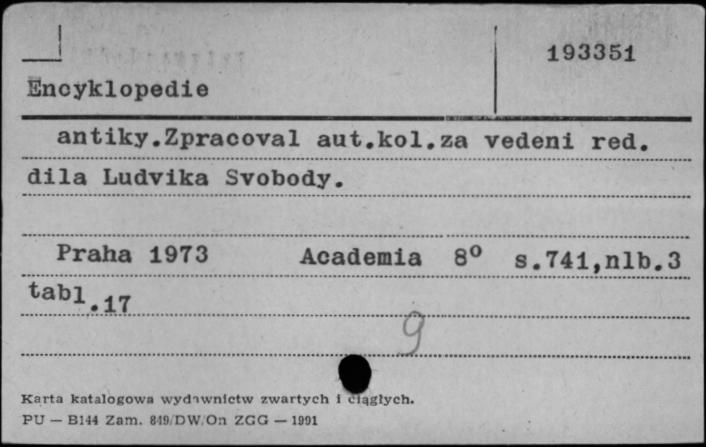 193351
Encyklopedie
antiky.Zpracoval aut.kol.za vedeni red.
dila Ludvika Svobody.
Praha 1973 Academia 8º s.741,nlb.3
tabl.17
9
Karta katalogowa wydawnictw zwartych i ciągłych.
PU — B144 Zam. 849/DW/On ZGG — 1991